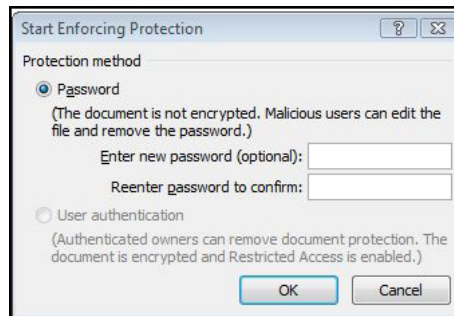 Start Enforcing Protection
Protection method
Password
(The document is not encrypted. Malicious users can edit the
file and remove the password.)
Enter new password (optional):
Reenter password to confirm:
User authentication
(Authenticated owners can remove document protection. The
document is encrypted and Restricted Access is enabled.)
OK Cancel